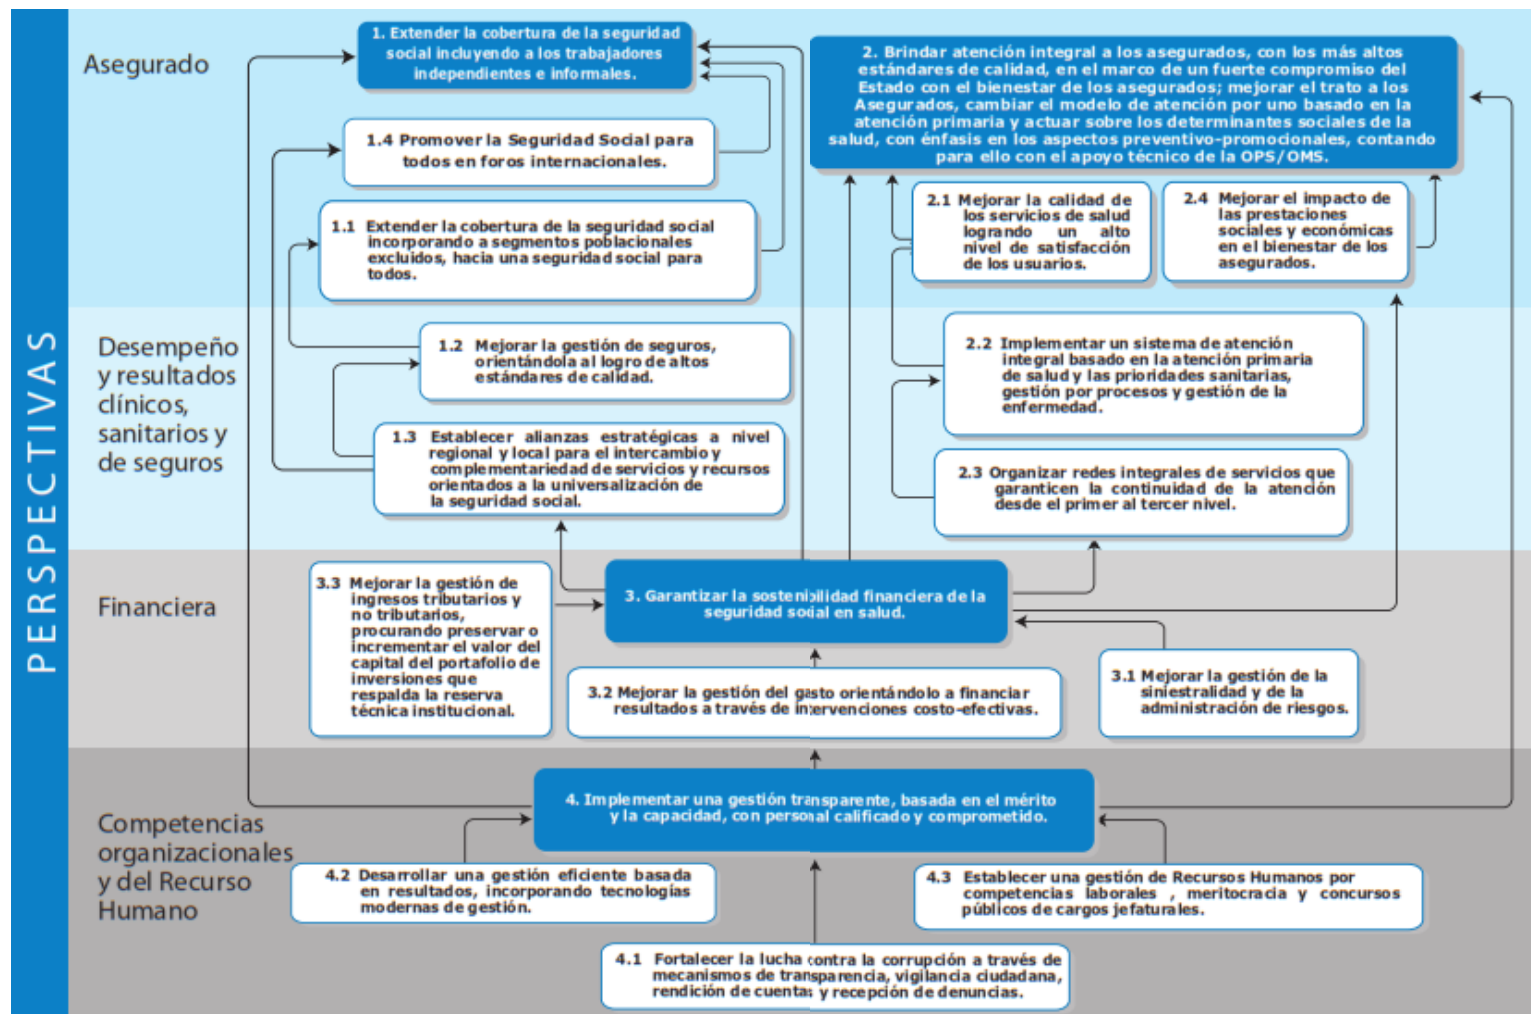 PERSPECTIVAS
Asegurado
1. Extender la cobertura de la seguridad
social incluyendo a los trabajadores
independientes e informales.
2. Brindar atención integral a los asegurados, con los más altos
estándares de calidad, en el marco de un fuerte compromiso del
Estado con el bienestar de los asegurados; mejorar el trato a los
Asegurados, cambiar el modelo de atención por uno basado en la
atención primaria y actuar sobre los determinantes sociales de la
salud, con énfasis en los aspectos preventivo-promocionales, contando
para ello con el apoyo técnico de la OPS/OMS.
1.4 Promover la Seguridad Social para
todos en foros internacionales.
1.1 Extender la cobertura de la seguridad social
incorporando a segmentos poblacionales
excluidos, hacia una seguridad social para
todos.
2.1 Mejorar la calidad de
los servicios de salud
logrando un alto
nivel de satisfacción
de los usuarios.
2.4 Mejorar el impacto de
las prestaciones
sociales y económicas
en el bienestar de los
asegurados.
Desempeño
y resultados
clínicos,
sanitarios y
de seguros
1.2 Mejorar la gestión de seguros,
orientándola al logro de altos
estándares de calidad.
1.3 Establecer alianzas estratégicas a nivel
regional y local para el intercambio y
complementariedad de servicios y recursos
orientados a la universalización de
la seguridad social.
2.2 Implementar un sistema de atención
integral basado en la atención primaria
de salud y las prioridades sanitarias,
gestión por procesos y gestión de la
enfermedad.
2.3 Organizar redes integrales de servicios que
garanticen la continuidad de la atención
desde el primer al tercer nivel.
Financiera
3.3 Mejorar la gestión de
ingresos tributarios y
no tributarios,
procurando preservar o
incrementar el valor del
capital del portafolio de
inversiones que
respalda la reserva
técnica institucional.
3. Garantizar la sostenibilidad financiera de la
seguridad social en salud.
3.2 Mejorar la gestión del gasto orientándolo a financiar
resultados a través de intervenciones costo-efectivas.
3.1 Mejorar la gestión de la
siniestralidad y de la
administración de riesgos.
Competencias
organizacionales
y del Recurso
Humano
4. Implementar una gestión transparente, basada en el mérito
y la capacidad, con personal calificado y comprometido.
4.2 Desarrollar una gestión eficiente basada
en resultados, incorporando tecnologías
modernas de gestión.
4.3 Establecer una gestión de Recursos Humanos por
competencias laborales , meritocracia y concursos
públicos de cargos jefaturales.
4.1 Fortalecer la lucha contra la corrupción a través de
mecanismos de transparencia, vigilancia ciudadana,
rendición de cuentas y recepción de denuncias.